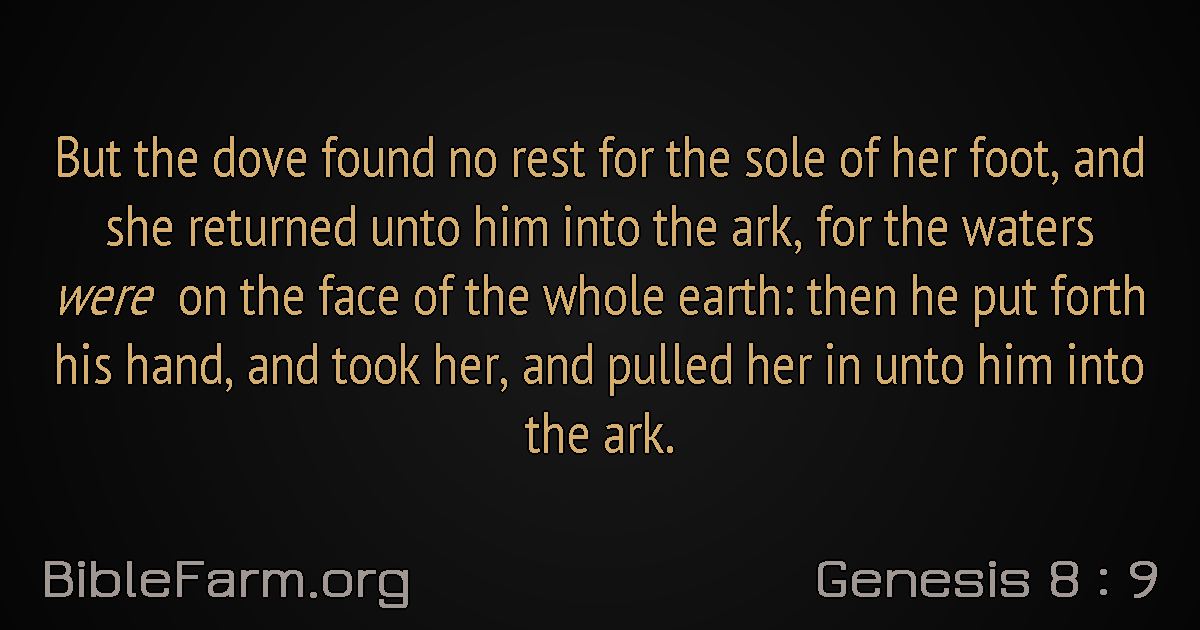 But the dove found no rest for the sole of her foot, and
she returned unto him into the ark, for the waters
were on the face of the whole earth: then he put forth
his hand, and took her, and pulled her in unto him into
the ark.
BibleFarm.org
Genesis 8 : 9